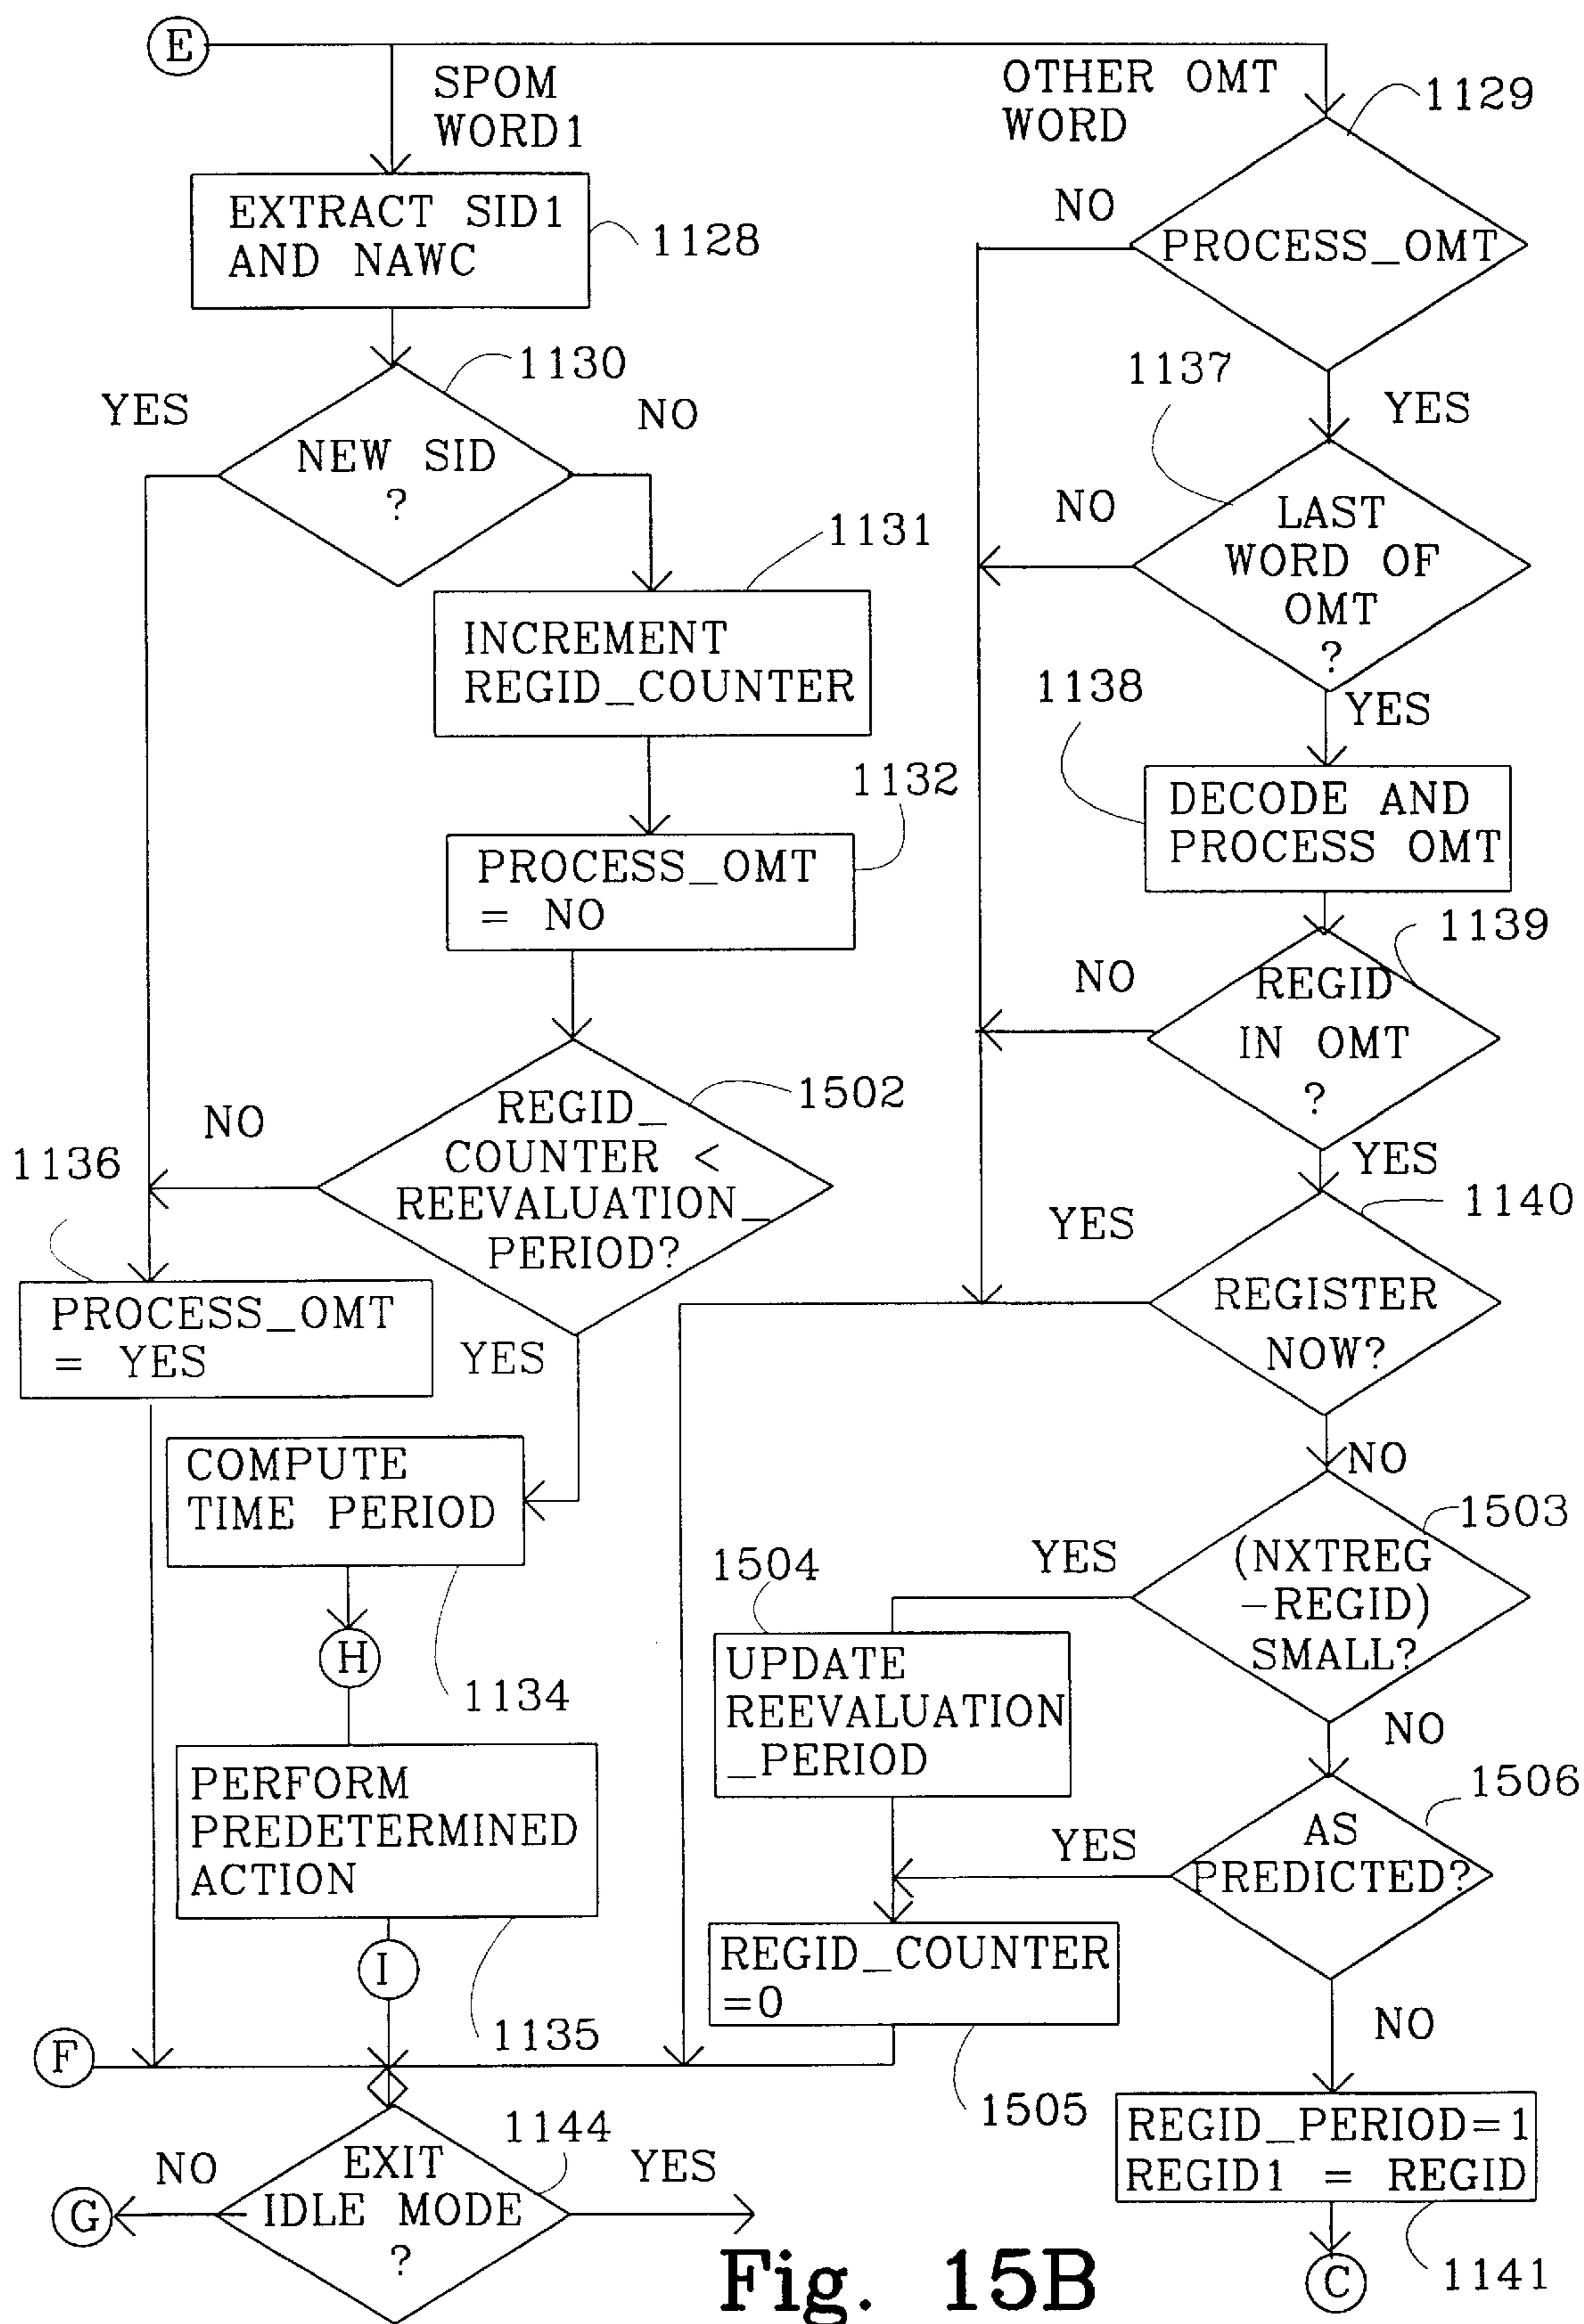 E
SPOM
WORD1
OTHER OMT
WORD
1129
EXTRACT SID1
AND NAWC
1128
NO
PROCESS_OMT
1130
YES
NO
NEW SID
?
1137
YES
1131
NO
LAST
WORD OF
OMT
?
INCREMENT
REGID_COUNTER
1138
YES
1132
DECODE AND
PROCESS OMT
PROCESS_OMT
= NO
1139
NO
REGID
IN OMT
?
1502
NO
REGID_
COUNTER <
REEVALUATION_
PERIOD?
1136
YES
1140
YES
REGISTER
NOW?
PROCESS_OMT
= YES
YES
NO
COMPUTE
TIME PERIOD
1503
1504
YES
(NXTREG
-REGID)
SMALL?
H
1134
UPDATE
REEVALUATION
_PERIOD
NO
1506
PERFORM
PREDETERMINED
ACTION
YES
AS
PREDICTED?
REGID_COUNTER
=0
I
1135
NO
F
1505
1144
REGID_PERIOD=1
REGID1 = REGID
NO
EXIT
IDLE MODE
?
YES
G
1141
C
Fig. 15B